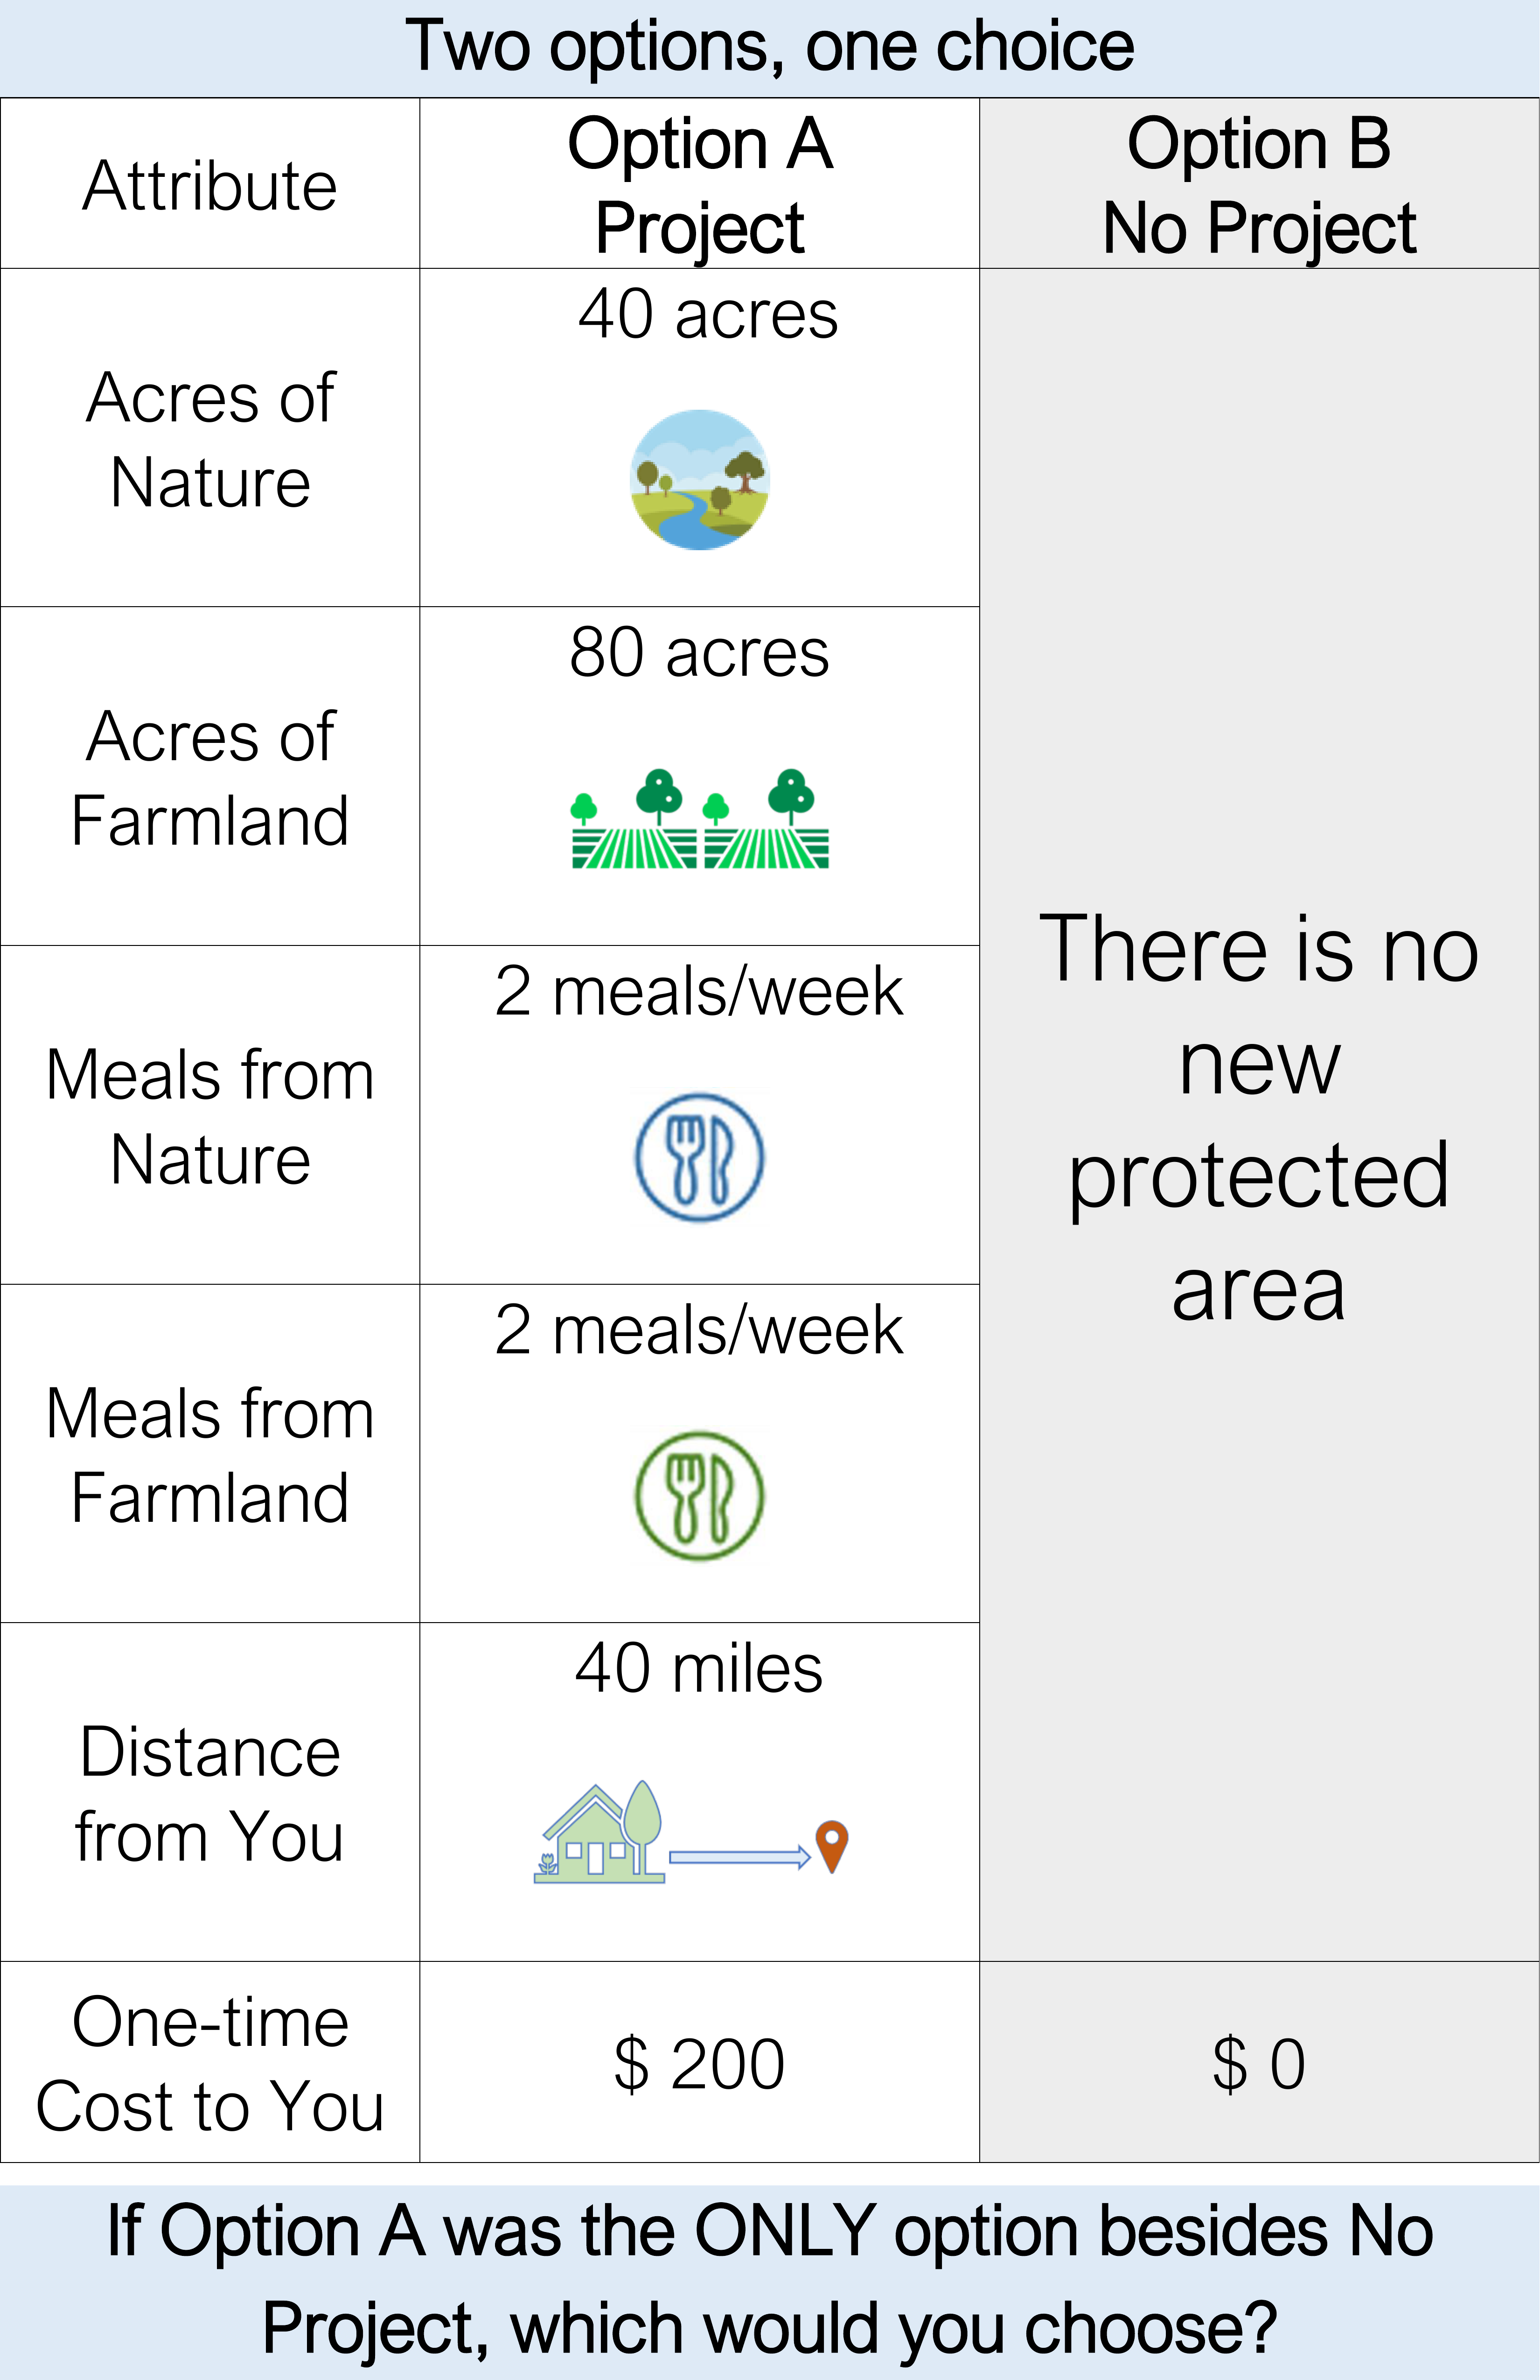 Two options, one choice
Attribute
Option A
Project
Option B
No Project
Acres of
Nature
40 acres
Acres of
Farmland
80 acres
Meals from
Nature
2 meals/week
Meals from
Farmland
2 meals/week
Distance
from You
40 miles
There is no
new
protected
area
One-time
Cost to You
$ 200
$ 0
If Option A was the ONLY option besides No
Project, which would you choose?